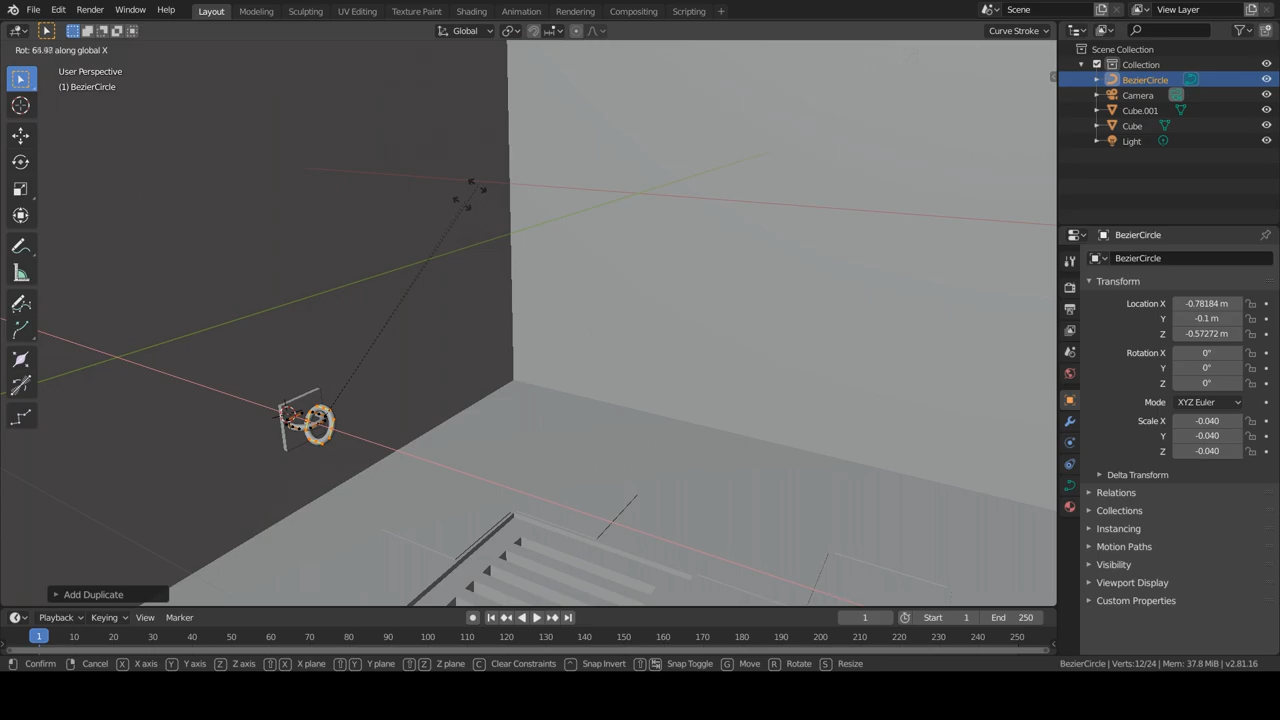 File Edit Render Window Help Layout Modeling Sculpting UV Editing Texture Paint Shading Animation Rendering Compositing Scripting + Scene View Layer
Global Curve Stroke
Rot: along global X
User Perspective
(1) BezierCircle
Scene Collection
Collection
BezierCircle
Camera
Cube.001
Cube
Light
BezierCircle
BezierCircle
Transform
Location X -0.78184 m
Y -0.1 m
Z -0.57272 m
Rotation X 0°
Y 0°
Z 0°
Mode XYZ Euler
Scale X -0.040
Y -0.040
Z -0.040
Delta Transform
Relations
Collections
Instancing
Motion Paths
Visibility
Viewport Display
Custom Properties
Add Duplicate
Playback Keying View Marker 1 Start 1 End 250
1 10 20 30 40 50 60 70 80 90 100 110 120 130 140 150 160 170 180 190 200 210 220 230 240 250
Confirm Cancel X X axis Y Y axis Z Z axis X X plane Y Y plane Z Z plane C Clear Constraints Snap Invert Snap Toggle G Move R Rotate S Resize BezierCircle | Verts:12/24 | Mem: 37.8 MiB | v2.81.16